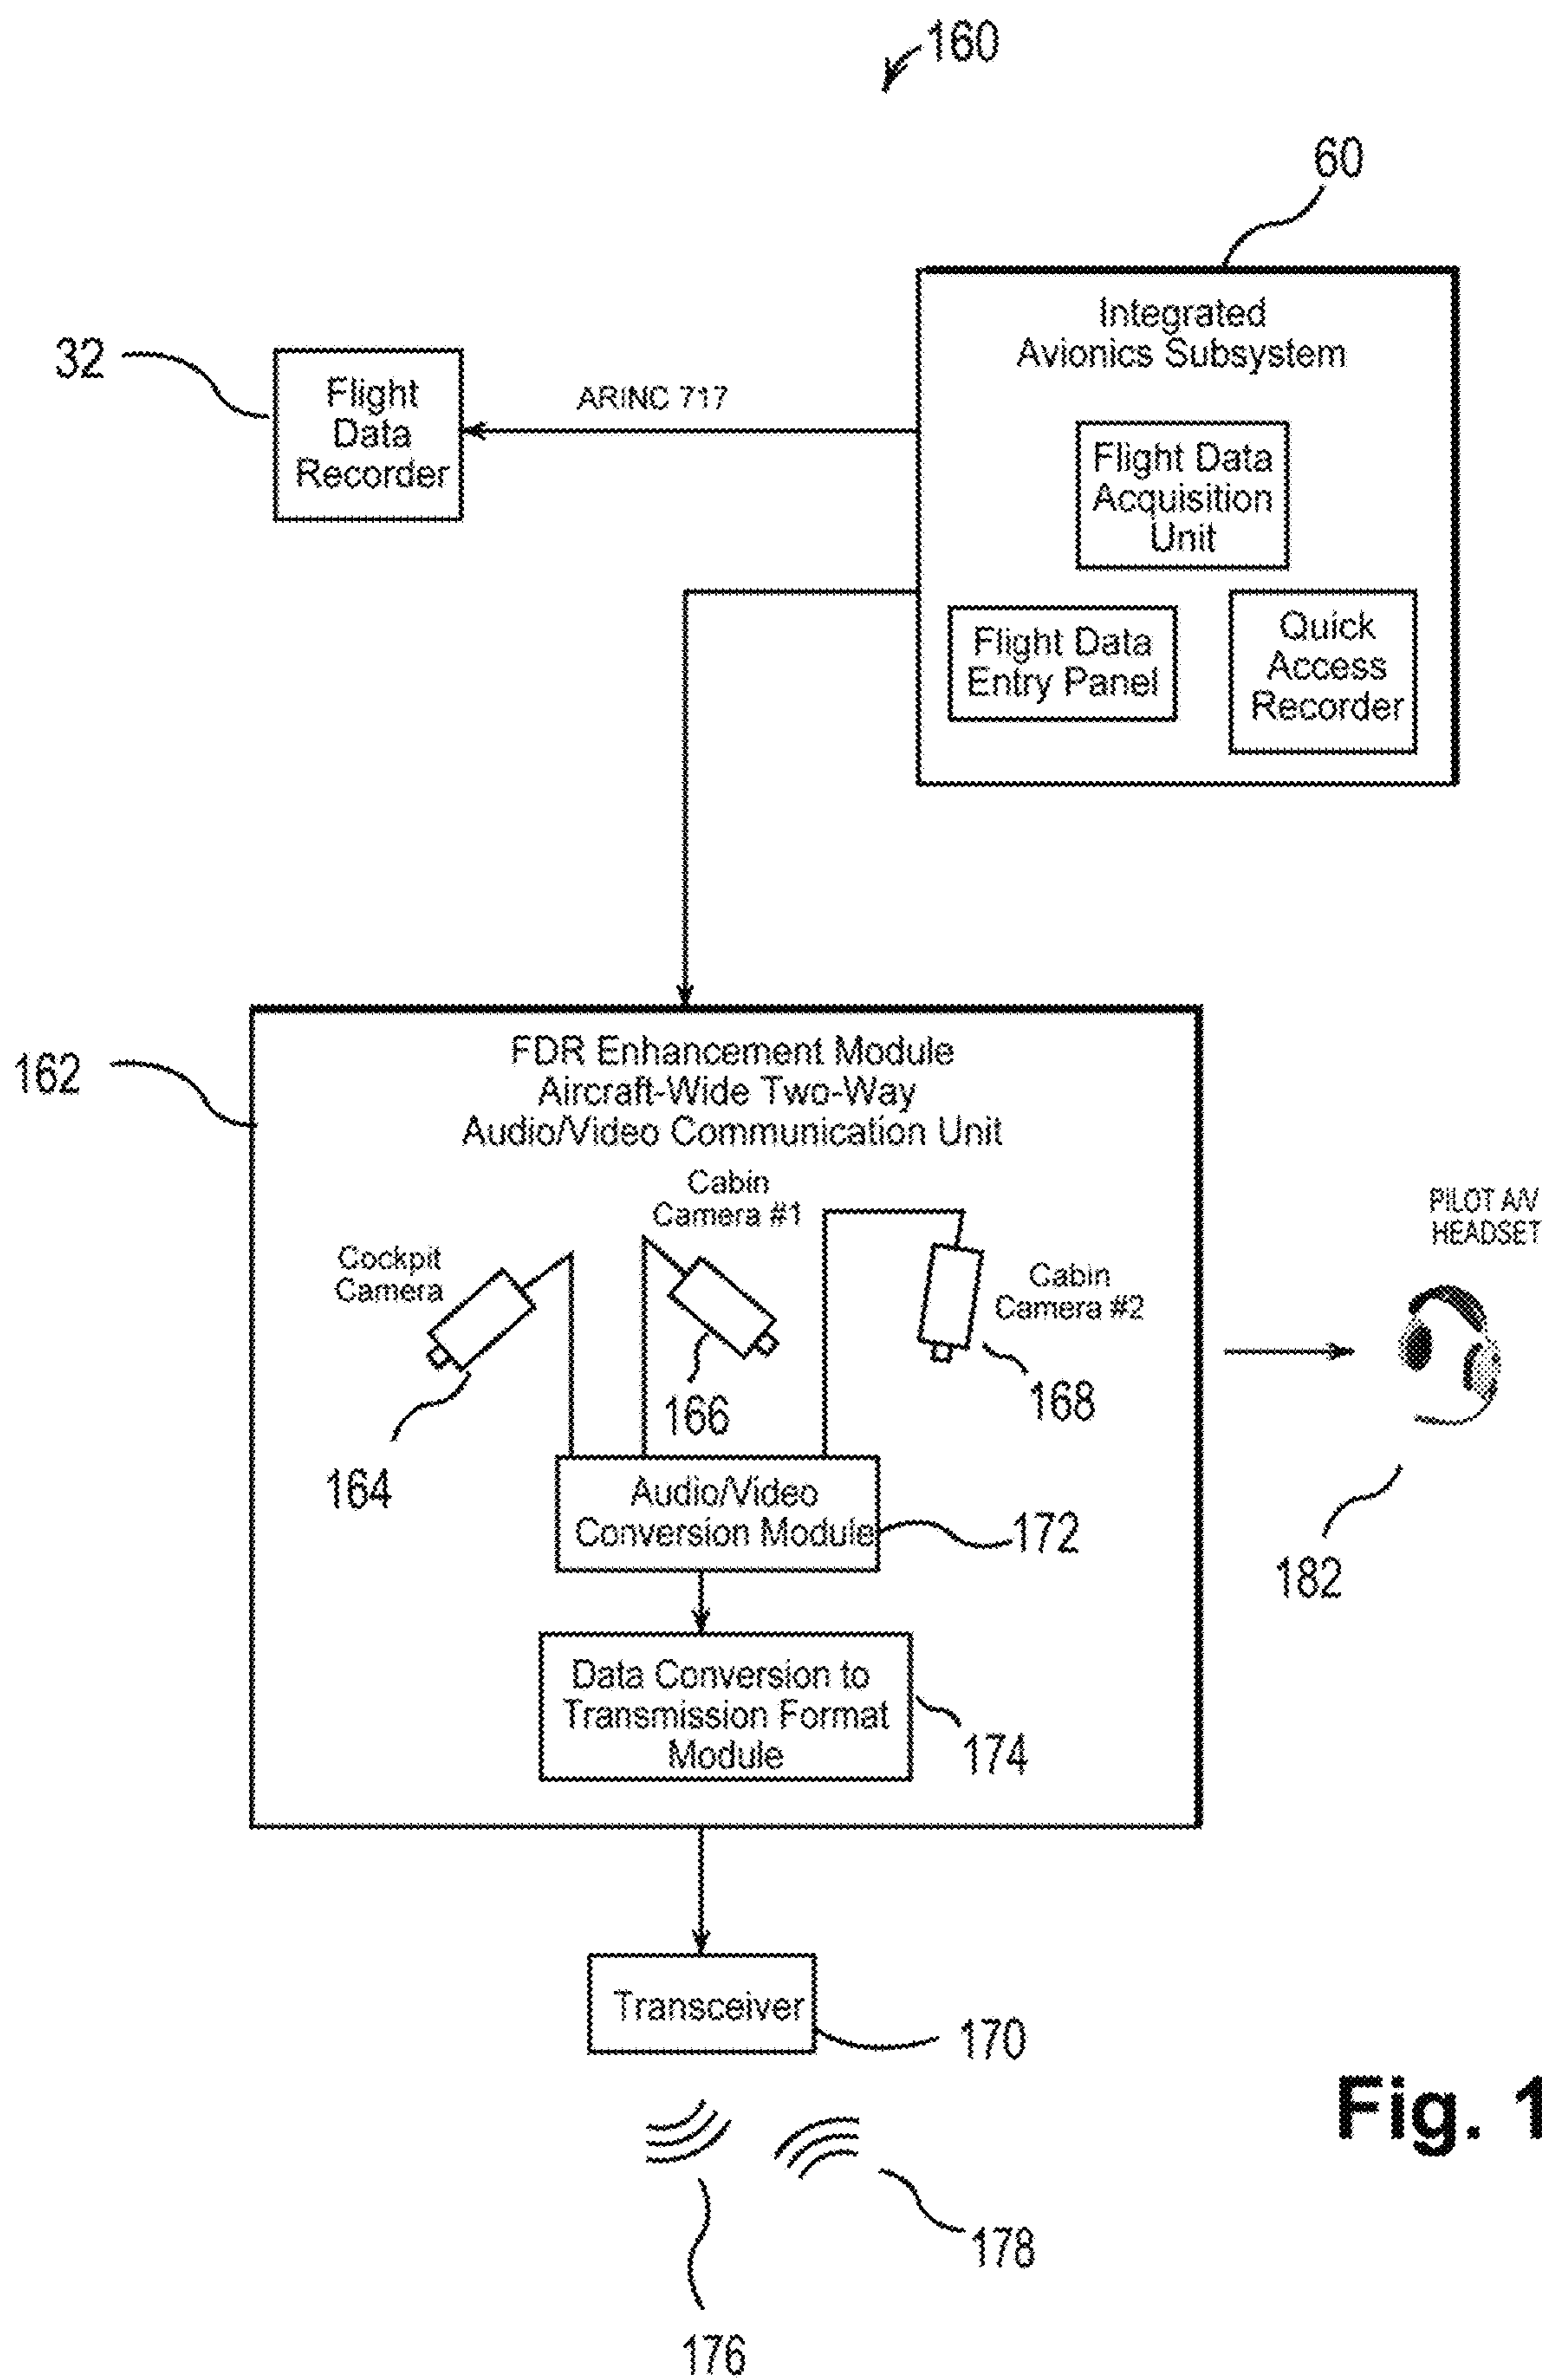 160
60
Integrated
Avionics Subsystem
32
Flight
Data
Recorder
ARINC 717
Flight Data
Acquisition
Unit
Flight Data
Entry Panel
Quick
Access
Recorder
162
FDR Enhancement Module
Aircraft-Wide Two-Way
Audio/Video Communication Unit
Cabin
Camera #1
Cockpit
Camera
Cabin
Camera #2
PILOT A/V
HEADSET
164
166
168
Audio/Video
Conversion Module
172
182
Data Conversion to
Transmission Format
Module
174
Transceiver
170
Fig. 1
178
176